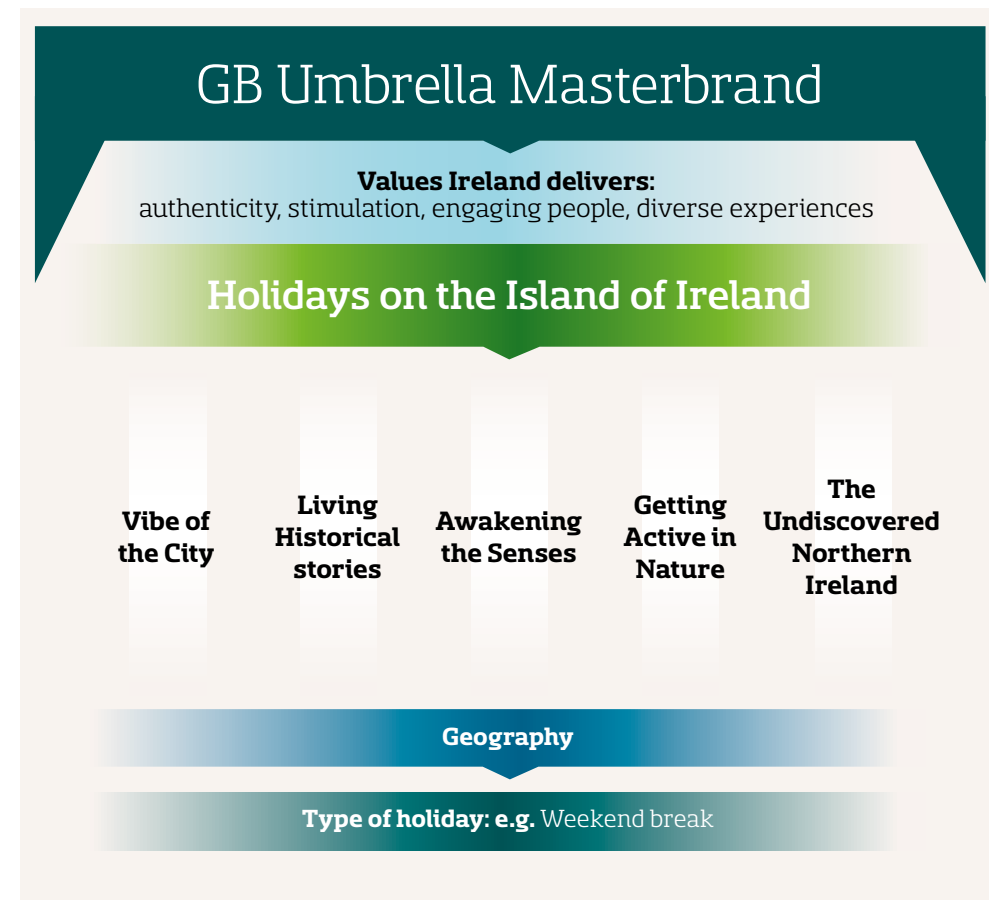 GB Umbrella Masterbrand
Values Ireland delivers:
authenticity, stimulation, engaging people, diverse experiences
Holidays on the Island of Ireland
Vibe of
the City
Living
Historical
stories
Awakening
the Senses
Getting
Active in
Nature
The
Undiscovered
Northern
Ireland
Geography
Type of holiday: e.g. Weekend break